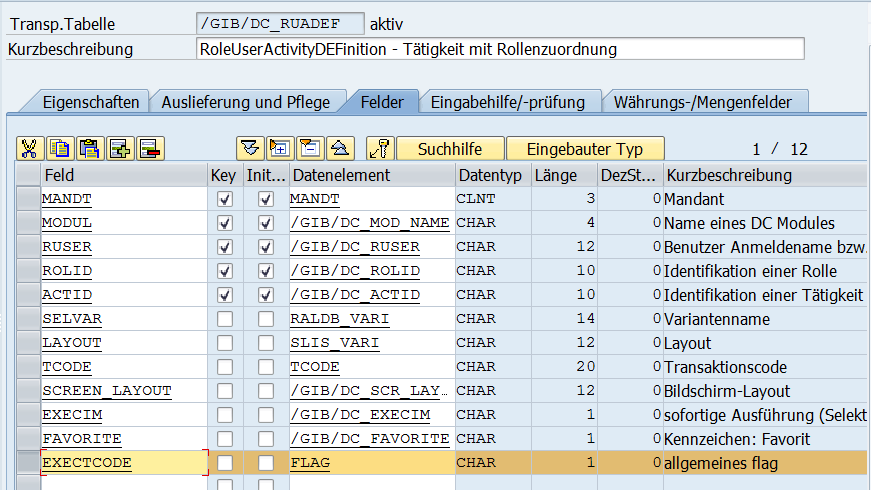 Transp.Tabelle /GIB/DC_RUADEF aktiv
Kurzbeschreibung RoleUserActivityDEFinition - Tätigkeit mit Rollenzuordnung
Eigenschaften Auslieferung und Pflege Felder Eingabehilfe/-prüfung Währungs-/Mengenfelder
Suchhilfe Eingebauter Typ 1 / 12
Feld Key Init... Datenelement Datentyp Länge DezSt... Kurzbeschreibung
MANDT MANDT CLNT 3 0 Mandant
MODUL /GIB/DC_MOD_NAME CHAR 4 0 Name eines DC Modules
RUSER /GIB/DC_RUSER CHAR 12 0 Benutzer Anmeldename bzw.
ROLID /GIB/DC_ROLID CHAR 10 0 Identifikation einer Rolle
ACTID /GIB/DC_ACTID CHAR 10 0 Identifikation einer Tätigkeit
SELVAR RALDB_VARI CHAR 14 0 Variantenname
LAYOUT SLIS_VARI CHAR 12 0 Layout
TCODE TCODE CHAR 20 0 Transaktionscode
SCREEN_LAYOUT /GIB/DC_SCR_LAY… CHAR 12 0 Bildschirm-Layout
EXECIM /GIB/DC_EXECIM CHAR 1 0 sofortige Ausführung (Selekt
FAVORITE /GIB/DC_FAVORITE CHAR 1 0 Kennzeichen: Favorit
EXECTCODE FLAG CHAR 1 0 allgemeines flag